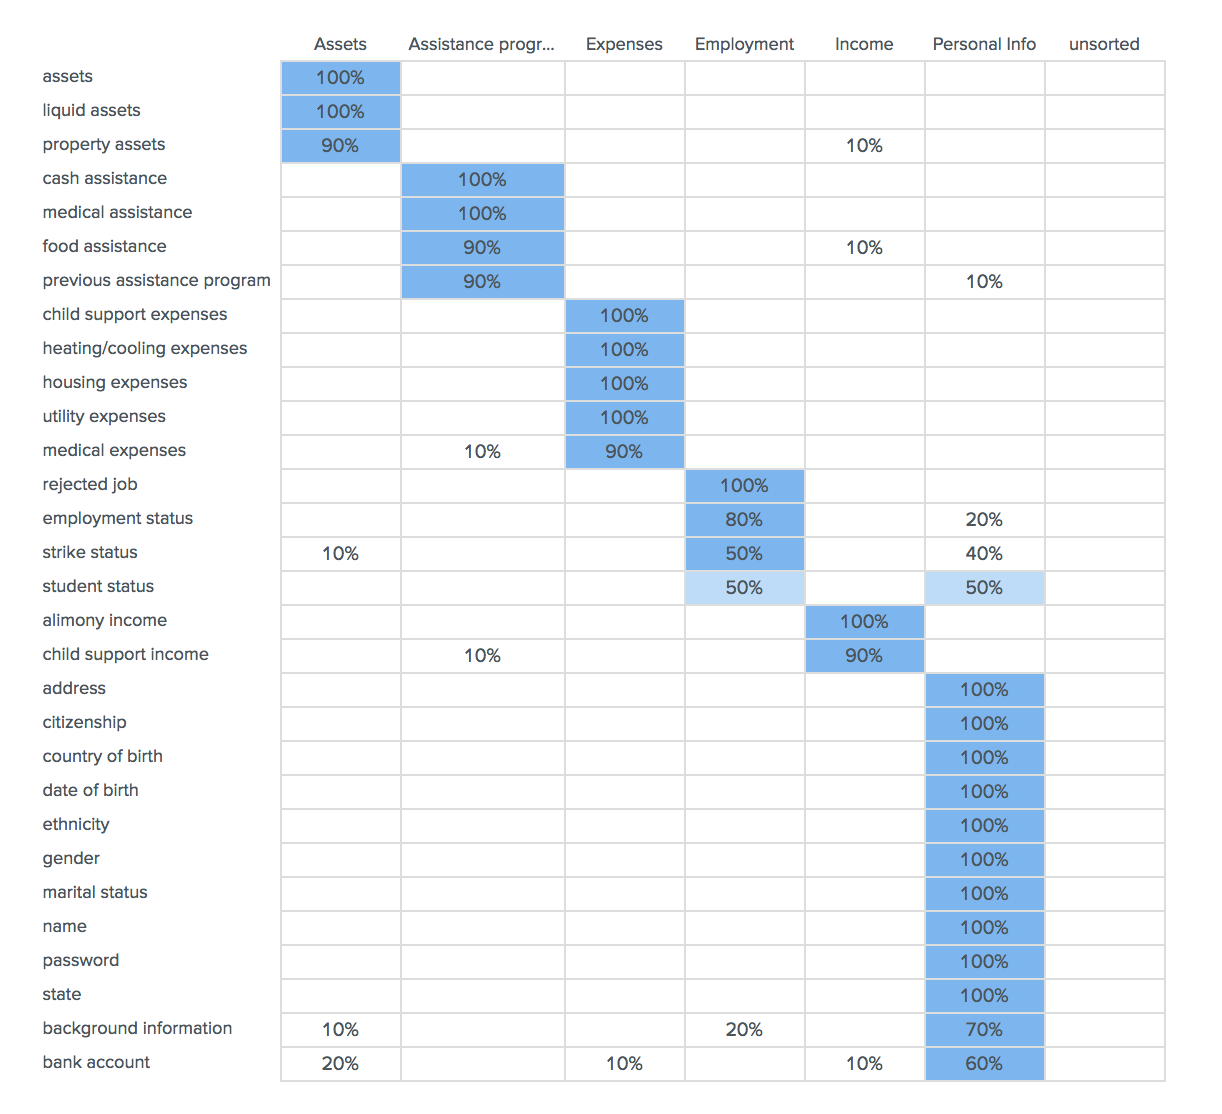 Assets Assistance progr... Expenses Employment Income Personal Info unsorted
assets 100%
liquid assets 100%
property assets 90% 10%
cash assistance 100%
medical assistance 100%
food assistance 90% 10%
previous assistance program 90% 10%
child support expenses 100%
heating/cooling expenses 100%
housing expenses 100%
utility expenses 100%
medical expenses 10% 90%
rejected job 100%
employment status 80% 20%
strike status 10% 50% 40%
student status 50% 50%
alimony income 100%
child support income 10% 90%
address 100%
citizenship 100%
country of birth 100%
date of birth 100%
ethnicity 100%
gender 100%
marital status 100%
name 100%
password 100%
state 100%
background information 10% 20% 70%
bank account 20% 10% 10% 60%